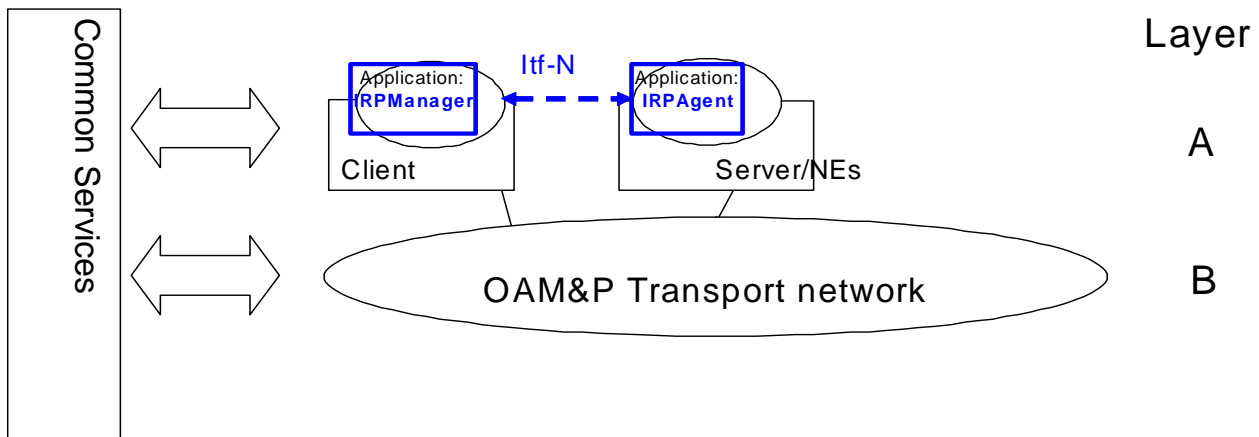 Common Services
Layer
Itf-N
Application:
IRPManager
Application:
IRPAgent
A
Client
Server/NEs
OAM&P Transport network
B